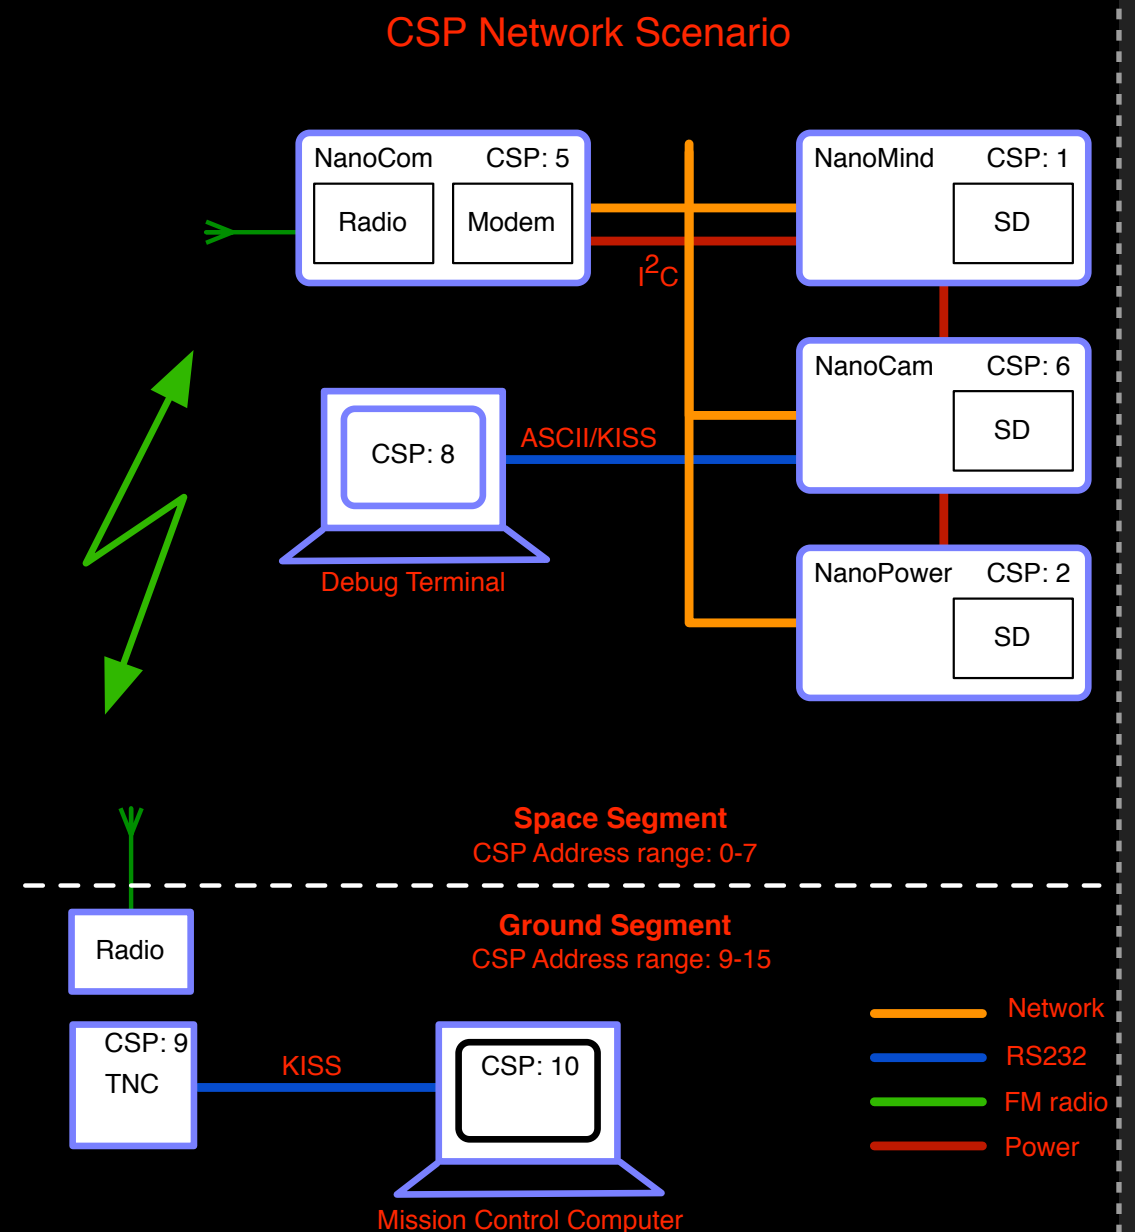 CSP Network Scenario
NanoCom CSP: 5
Radio
Modem
I²C
NanoMind CSP: 1
SD
NanoCam CSP: 6
SD
ASCII/KISS
CSP: 8
Debug Terminal
NanoPower CSP: 2
SD
Space Segment
CSP Address range: 0-7
Ground Segment
CSP Address range: 9-15
Radio
CSP: 9
TNC
KISS
CSP: 10
Mission Control Computer
Network
RS232
FM radio
Power